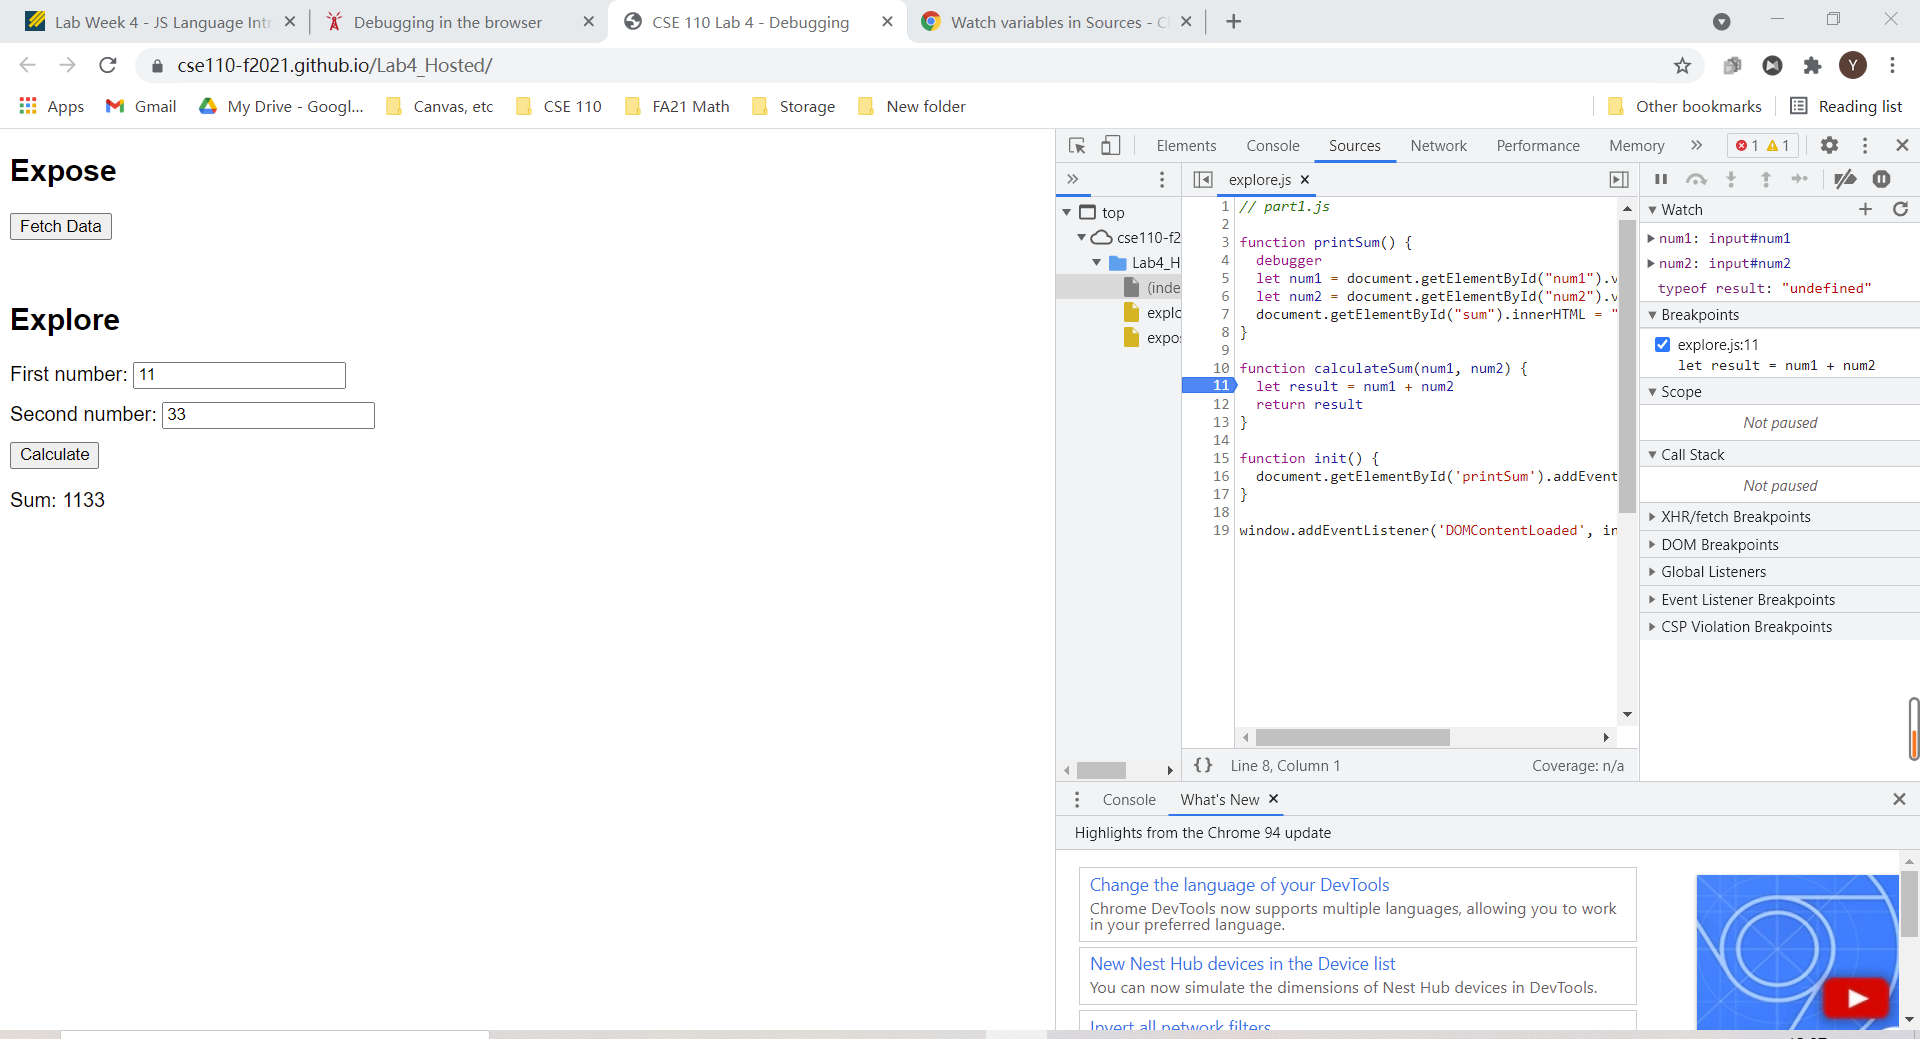 Lab Week 4 - JS Language Intr
Debugging in the browser
CSE 110 Lab 4 - Debugging
Watch variables in Sources - C
cse110-f2021.github.io/Lab4_Hosted/
Y
Apps
Gmail
My Drive - Googl...
Canvas, etc
CSE 110
FA21 Math
Storage
New folder
Other bookmarks
Reading list
Expose
Fetch Data
Explore
First number: 11
Second number: 33
Calculate
Sum: 1133
Elements Console Sources Network Performance Memory » 1 1
» explore.js
top
cse110-f2
Lab4_H
(inde
explo
expo
1 // part1.js
2
3 function printSum() {
4 debugger
5 let num1 = document.getElementById("num1").v
6 let num2 = document.getElementById("num2").v
7 document.getElementById("sum").innerHTML = "
8 }
9
10 function calculateSum(num1, num2) {
11 let result = num1 + num2
12 return result
13 }
14
15 function init() {
16 document.getElementById('printSum').addEvent
17 }
18
19 window.addEventListener('DOMContentLoaded', in
{} Line 8, Column 1 Coverage: n/a
Watch
num1: input#num1
num2: input#num2
typeof result: "undefined"
Breakpoints
explore.js:11
let result = num1 + num2
Scope
Not paused
Call Stack
Not paused
XHR/fetch Breakpoints
DOM Breakpoints
Global Listeners
Event Listener Breakpoints
CSP Violation Breakpoints
Console What's New
Highlights from the Chrome 94 update
Change the language of your DevTools
Chrome DevTools now supports multiple languages, allowing you to work
in your preferred language.
New Nest Hub devices in the Device list
You can now simulate the dimensions of Nest Hub devices in DevTools.
Invert all network filters